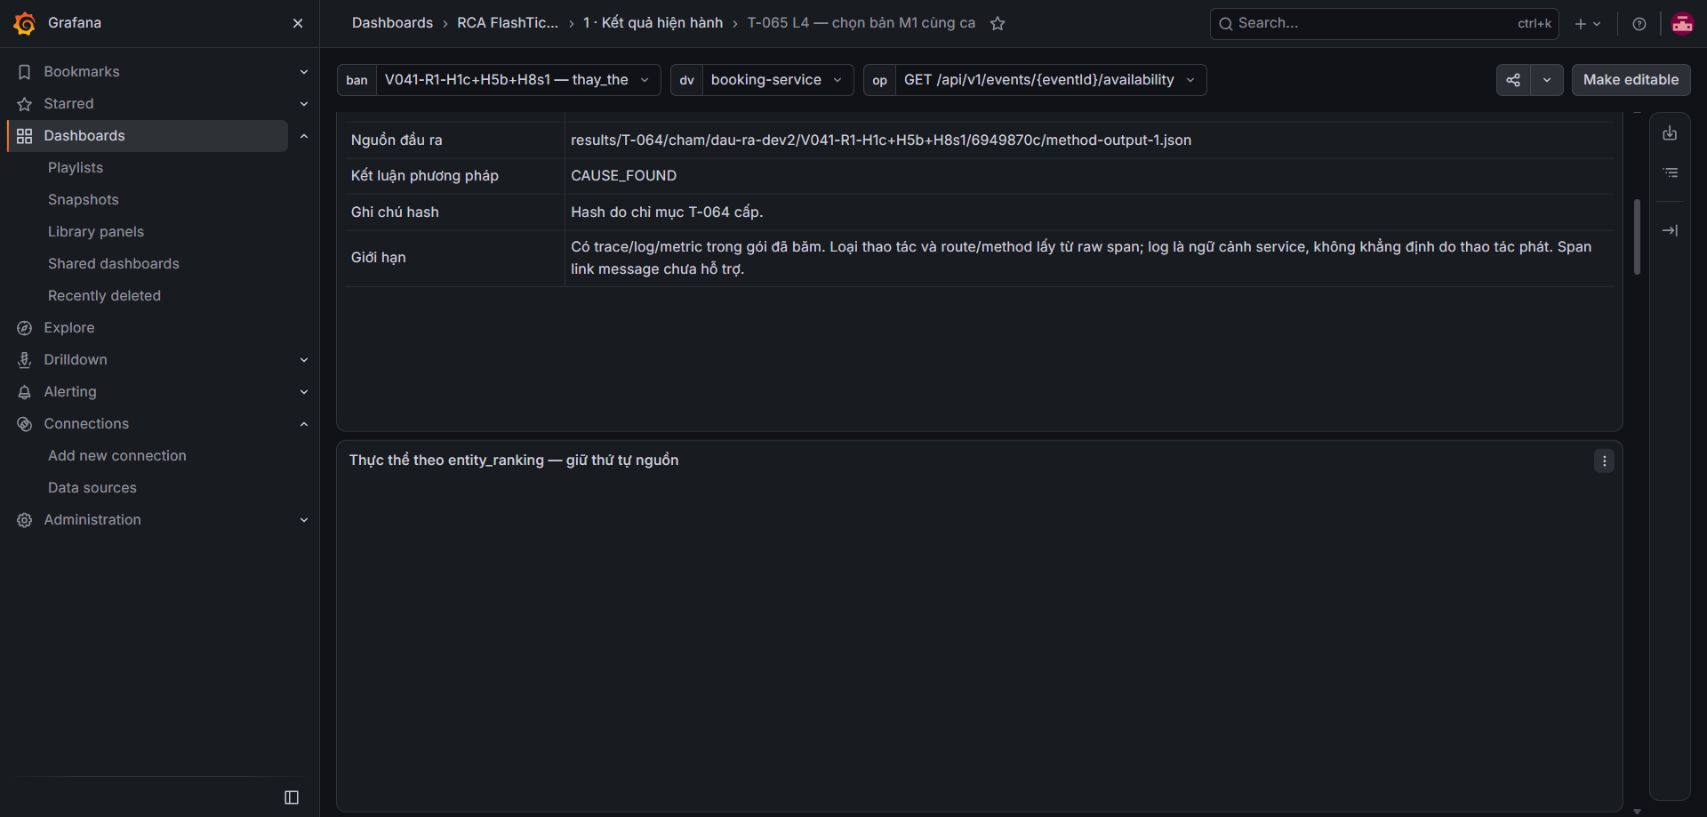 Grafana
Dashboards › RCA FlashTic... › 1 · Kết quả hiện hành › T-065 L4 — chọn bản M1 cùng ca
Search...
ctrl+k
Bookmarks
Starred
Dashboards
Playlists
Snapshots
Library panels
Shared dashboards
Recently deleted
Explore
Drilldown
Alerting
Connections
Add new connection
Data sources
Administration
ban V041-R1-H1c+H5b+H8s1 — thay_the
dv booking-service
op GET /api/v1/events/{eventId}/availability
Make editable
Nguồn đầu ra results/T-064/cham/dau-ra-dev2/V041-R1-H1c+H5b+H8s1/6949870c/method-output-1.json
Kết luận phương pháp CAUSE_FOUND
Ghi chú hash Hash do chỉ mục T-064 cấp.
Giới hạn Có trace/log/metric trong gói đã băm. Loại thao tác và route/method lấy từ raw span; log là ngữ cảnh service, không khẳng định do thao tác phát. Span
link message chưa hỗ trợ.
Thực thể theo entity_ranking — giữ thứ tự nguồn